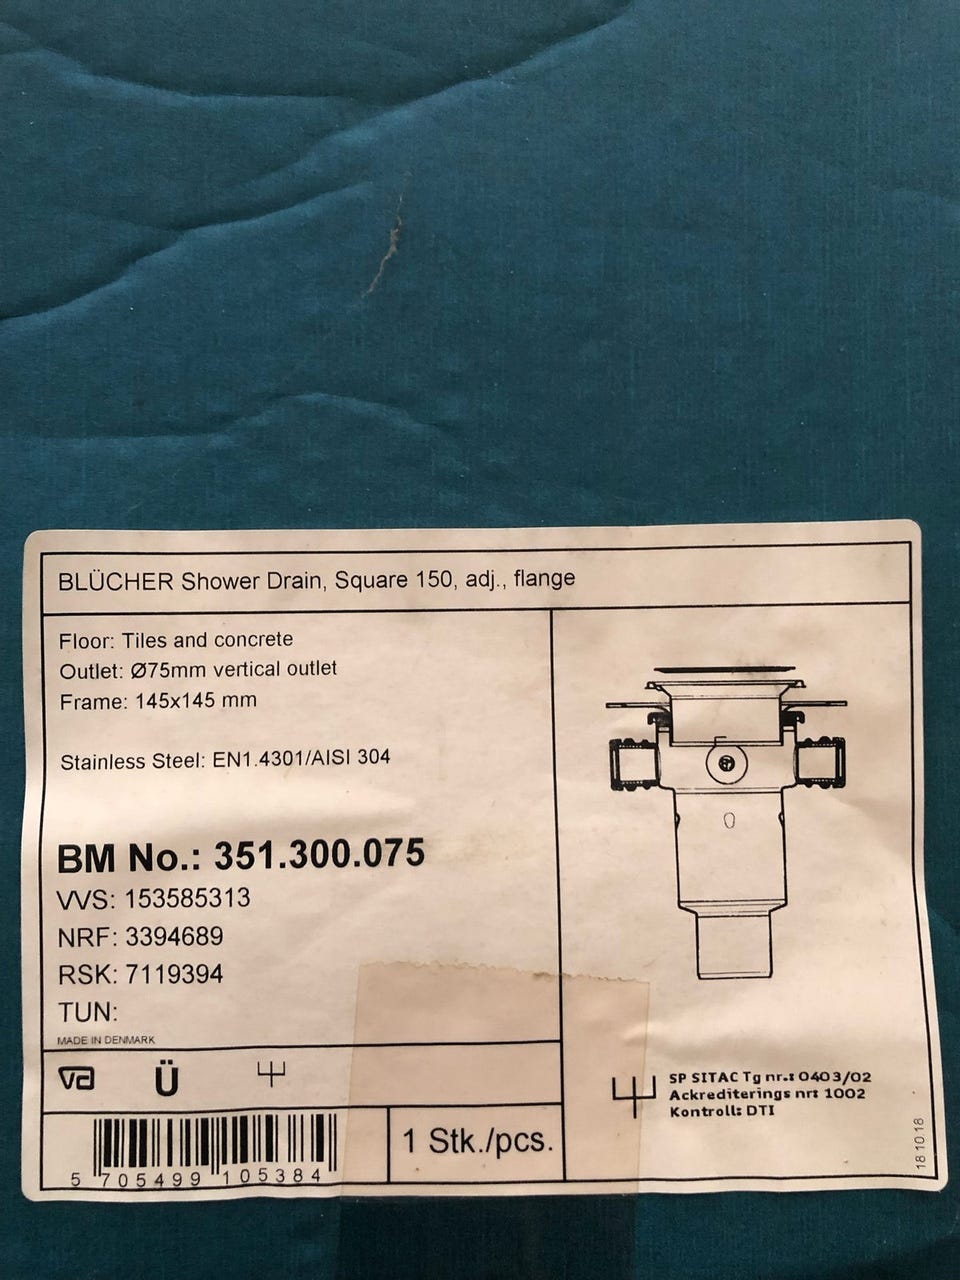 BLÜCHER Shower Drain, Square 150, adj., flange
Floor: Tiles and concrete
Outlet: Ø75mm vertical outlet
Frame: 145x145 mm
Stainless Steel: EN1.4301/AISI 304
BM No.: 351.300.075
VVS: 153585313
NRF: 3394689
RSK: 7119394
TUN:
MADE IN DENMARK
va Ü
5 705499 105384
1 Stk./pcs.
SP SITAC Tg nr.: 0403/02
Ackrediterings nr: 1002
Kontroll: DTI
18 10 18